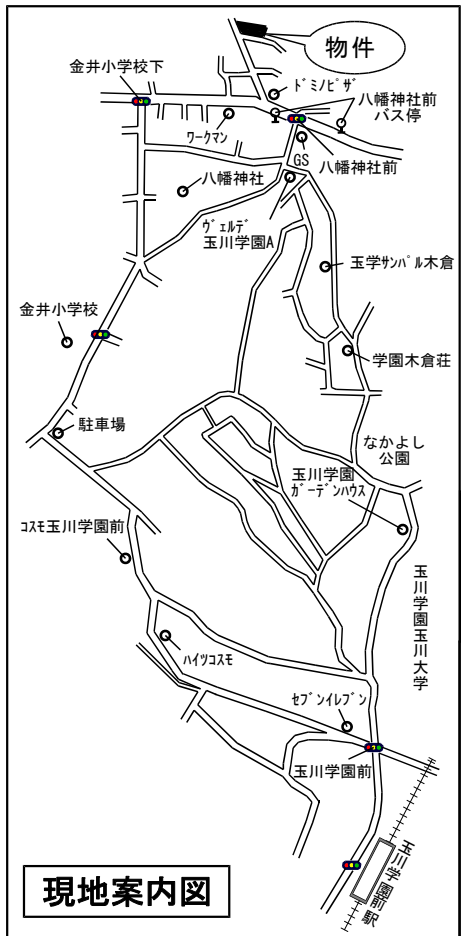 物件
金井小学校下
ﾄﾞﾐﾉﾋﾟｻﾞ
八幡神社前
バス停
ワークマン
GS
八幡神社前
八幡神社
ヴェルデ
玉川学園A
玉学ｻﾝﾊﾟﾙ木倉
金井小学校
学園木倉荘
駐車場
なかよし
公園
玉川学園
ｶﾞｰﾃﾞﾝﾊｳｽ
ｺｽﾓ玉川学園前
玉川学園玉川大学
ﾊｲﾂｺｽﾓ
ｾﾌﾞﾝｲﾚﾌﾞﾝ
玉川学園前
玉川学園前駅
現地案内図